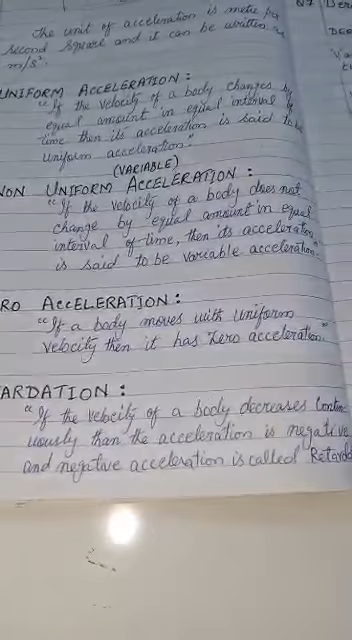 The unit of acceleration is metre per
second square and it can be written as
m/s².
UNIFORM ACCELERATION:
"If the velocity of a body changes by
equal amount in equal interval of
time then its acceleration is said to be
uniform acceleration."
(VARIABLE)
NON UNIFORM ACCELERATION:
"If the velocity of a body does not
change by equal amount in equal
interval of time, then its acceleration
is said to be variable acceleration."
RO ACCELERATION:
"If a body moves with uniform
velocity then it has zero acceleration."
ARDATION:
"If the velocity of a body decreases contin
uously than the acceleration is negative
and negative acceleration is called Retard